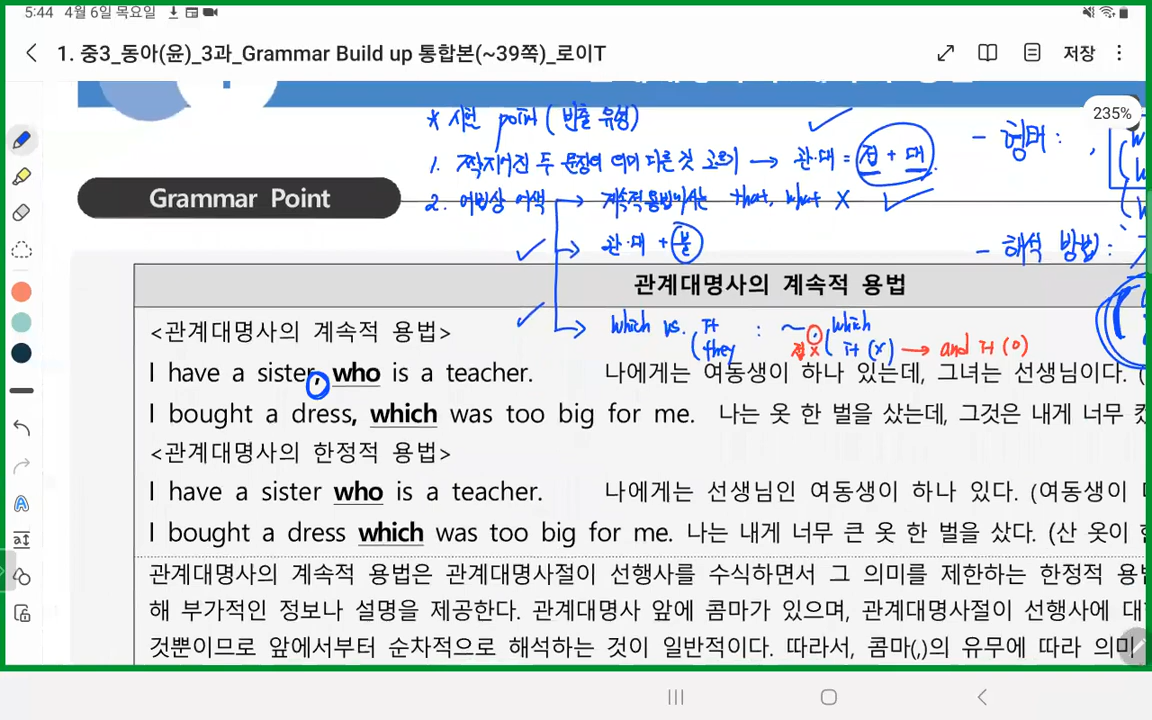 5:44 4월 6일 목요일
1. 중3_동아(윤)_3과_Grammar Build up 통합본(~39쪽)_로이T 저장
235%
* 시험 point ( 빈출 유형)
1. 짝지어진 두 문장의 의미 다른 것 고르기 → 관·대 = 접 + 대
- 형태 :
2. 어법상 어색 → 계속적용법에서는 that, what X
→ 관·대 + 불
- 해석 방법 :
→ which vs. it they : ~, which
접 X it (X) → and it (O)
Grammar Point
관계대명사의 계속적 용법
<관계대명사의 계속적 용법>
I have a sister, who is a teacher. 나에게는 여동생이 하나 있는데, 그녀는 선생님이다. (
I bought a dress, which was too big for me. 나는 옷 한 벌을 샀는데, 그것은 내게 너무 컸
<관계대명사의 한정적 용법>
I have a sister who is a teacher. 나에게는 선생님인 여동생이 하나 있다. (여동생이
I bought a dress which was too big for me. 나는 내게 너무 큰 옷 한 벌을 샀다. (산 옷이
관계대명사의 계속적 용법은 관계대명사절이 선행사를 수식하면서 그 의미를 제한하는 한정적 용
해 부가적인 정보나 설명을 제공한다. 관계대명사 앞에 콤마가 있으며, 관계대명사절이 선행사에 대
것뿐이므로 앞에서부터 순차적으로 해석하는 것이 일반적이다. 따라서, 콤마(,)의 유무에 따라 의미